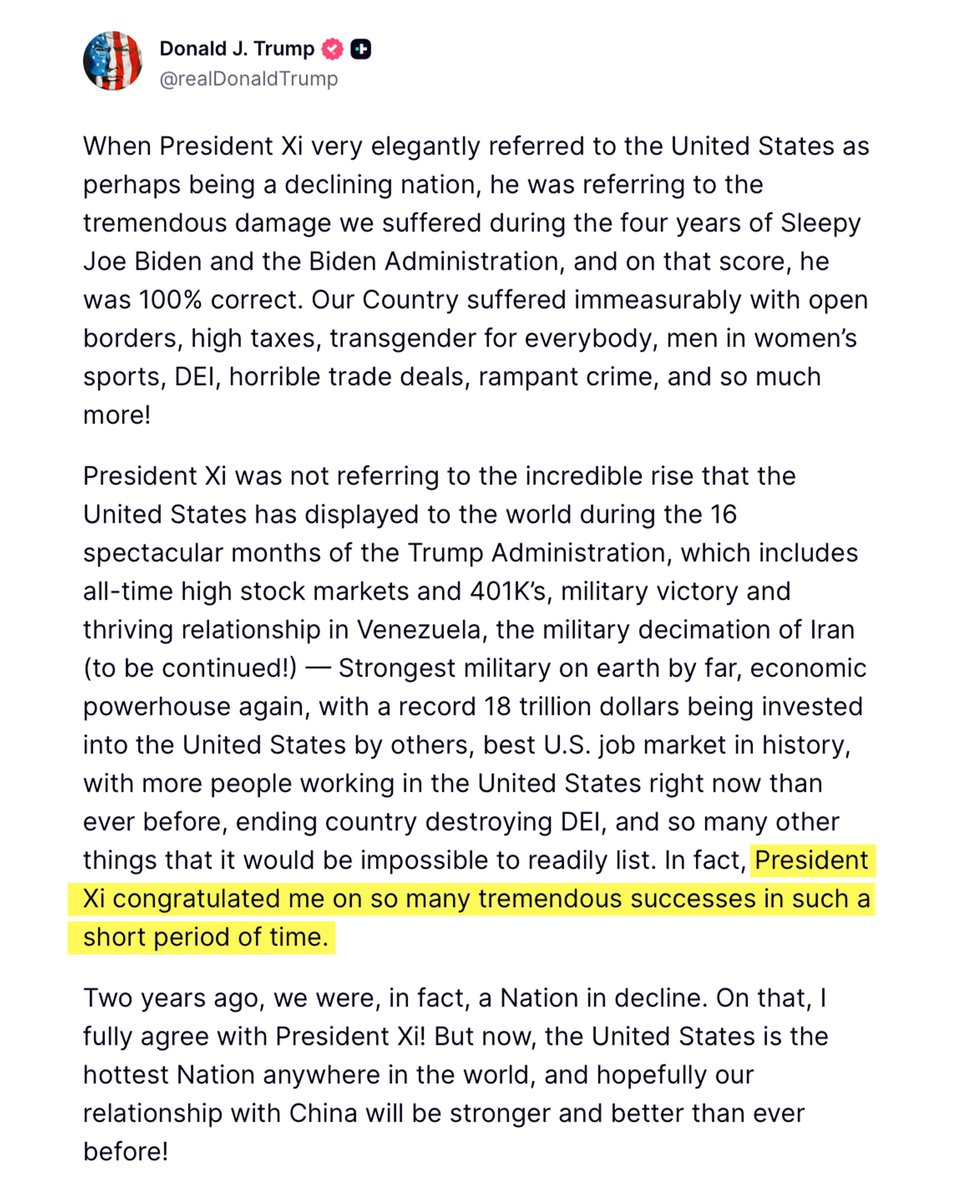 Donald J. Trump
@realDonaldTrump
When President Xi very elegantly referred to the United States as
perhaps being a declining nation, he was referring to the
tremendous damage we suffered during the four years of Sleepy
Joe Biden and the Biden Administration, and on that score, he
was 100% correct. Our Country suffered immeasurably with open
borders, high taxes, transgender for everybody, men in women’s
sports, DEI, horrible trade deals, rampant crime, and so much
more!
President Xi was not referring to the incredible rise that the
United States has displayed to the world during the 16
spectacular months of the Trump Administration, which includes
all-time high stock markets and 401K’s, military victory and
thriving relationship in Venezuela, the military decimation of Iran
(to be continued!) — Strongest military on earth by far, economic
powerhouse again, with a record 18 trillion dollars being invested
into the United States by others, best U.S. job market in history,
with more people working in the United States right now than
ever before, ending country destroying DEI, and so many other
things that it would be impossible to readily list. In fact, President
Xi congratulated me on so many tremendous successes in such a
short period of time.
Two years ago, we were, in fact, a Nation in decline. On that, I
fully agree with President Xi! But now, the United States is the
hottest Nation anywhere in the world, and hopefully our
relationship with China will be stronger and better than ever
before!